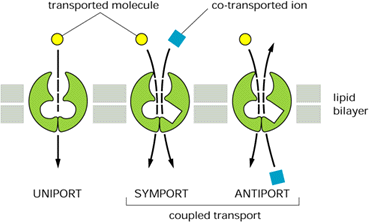 transported molecule
co-transported ion
lipid
bilayer
UNIPORT
SYMPORT
ANTIPORT
coupled transport